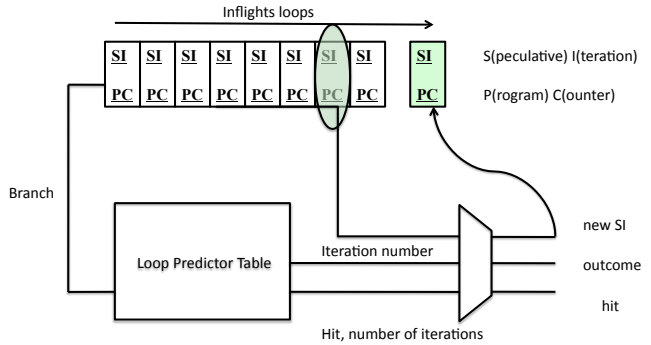 Inflights loops
SI SI SI SI SI SI SI SI SI
PC PC PC PC PC PC PC PC PC
S(peculative) I(teration)
P(rogram) C(ounter)
Branch
Loop Predictor Table
Iteration number
new SI
outcome
hit
Hit, number of iterations